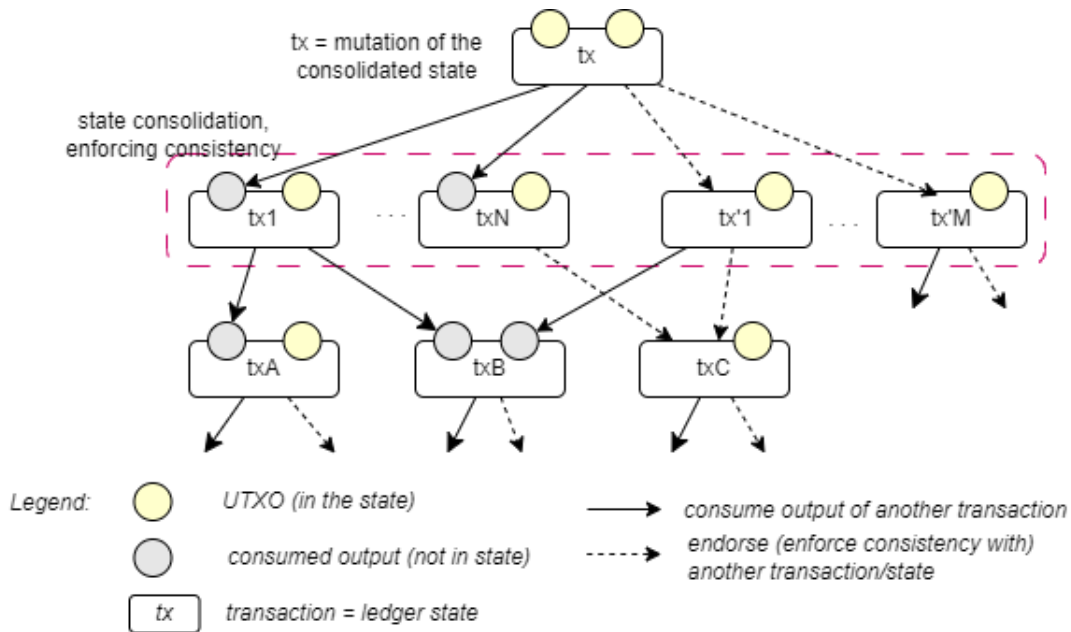 tx = mutation of the
consolidated state
tx
state consolidation,
enforcing consistency
tx1
. . .
txN
tx'1
. . .
tx'M
txA
txB
txC
Legend:
UTXO (in the state)
consume output of another transaction
consumed output (not in state)
endorse (enforce consistency with)
another transaction/state
tx
transaction = ledger state